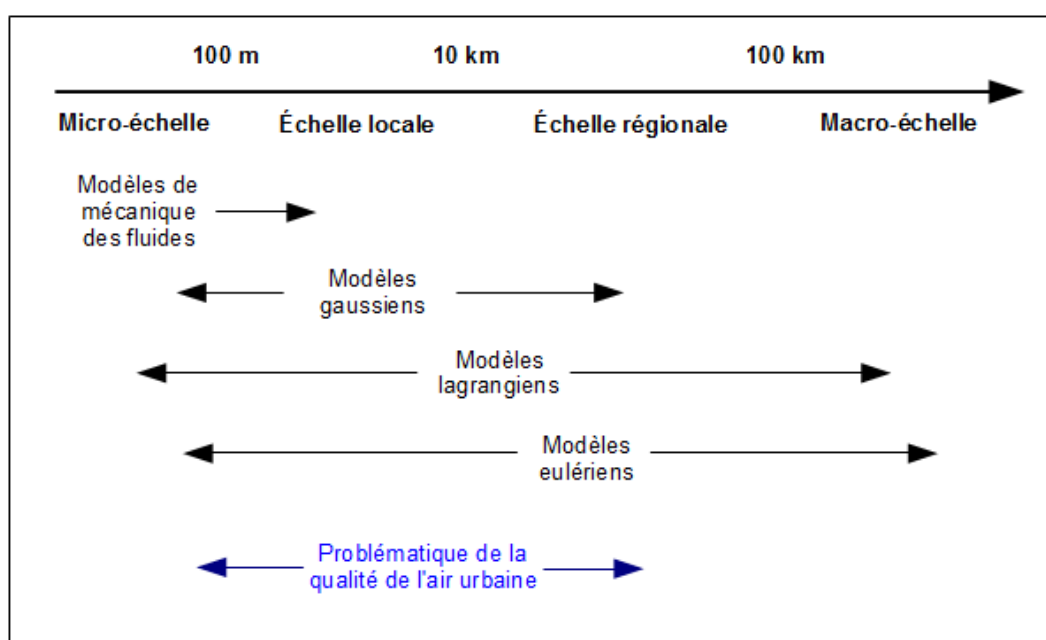 100 m 10 km 100 km
Micro-échelle Échelle locale Échelle régionale Macro-échelle
Modèles de
mécanique
des fluides
Modèles
gaussiens
Modèles
lagrangiens
Modèles
eulériens
Problématique de la
qualité de l'air urbaine